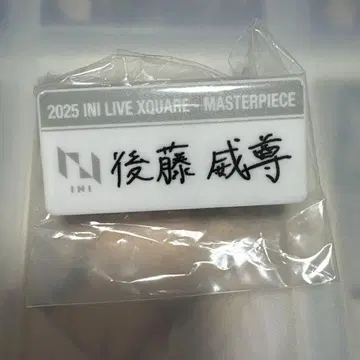 2025 INI LIVE XQUARE - MASTERPIECE
INI
後藤 威尊